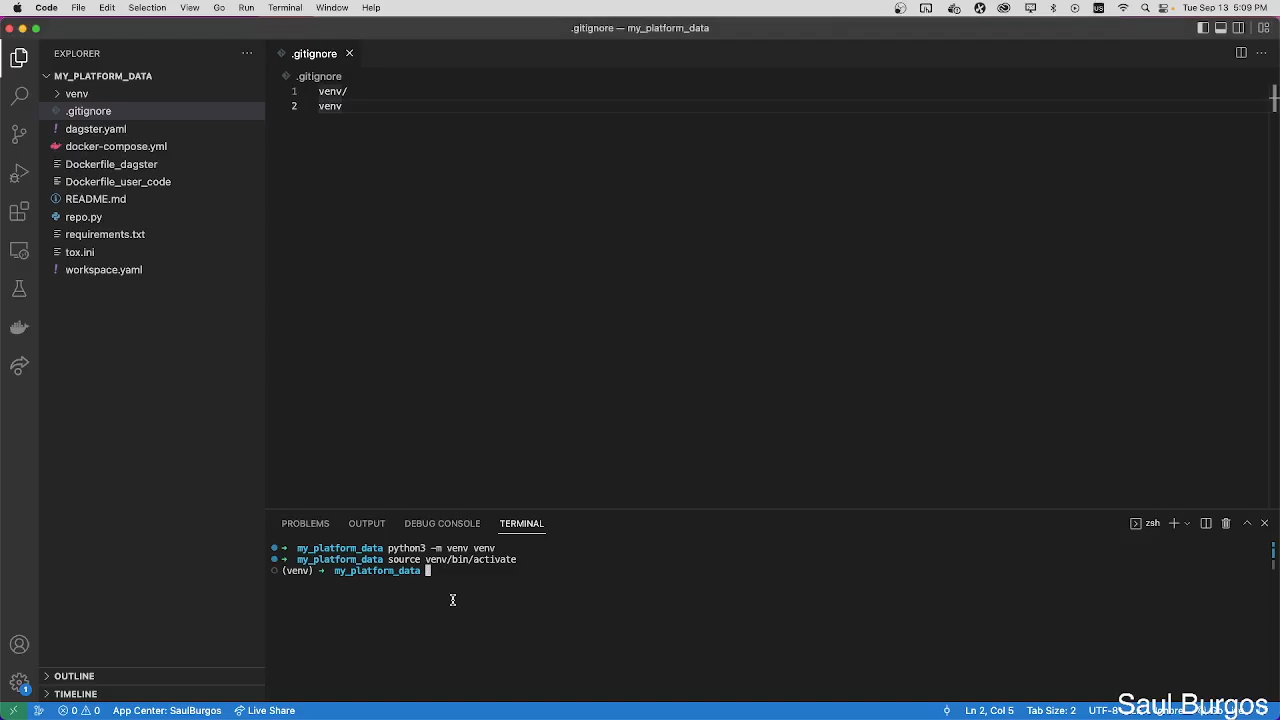 Code File Edit Selection View Go Run Terminal Window Help
Tue Sep 13 5:09 PM
.gitignore — my_platform_data
EXPLORER
MY_PLATFORM_DATA
venv
.gitignore
dagster.yaml
docker-compose.yml
Dockerfile_dagster
Dockerfile_user_code
README.md
repo.py
requirements.txt
tox.ini
workspace.yaml
OUTLINE
TIMELINE
.gitignore
.gitignore
1 venv/
2 venv
PROBLEMS OUTPUT DEBUG CONSOLE TERMINAL
zsh
my_platform_data python3 -m venv venv
my_platform_data source venv/bin/activate
(venv) → my_platform_data
1
0 0 App Center: SaulBurgos Live Share
Ln 2, Col 5 Tab Size: 2 UTF-8
Saul Burgos